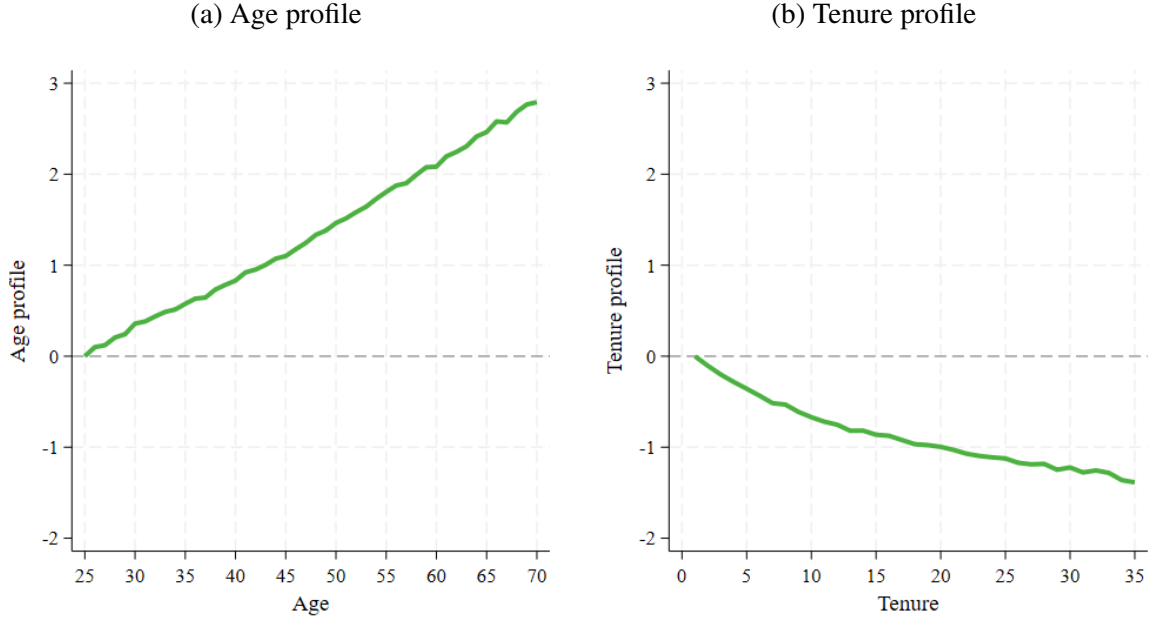 (a) Age profile
3
2
1
0
-1
-2
Age profile
25 30 35 40 45 50 55 60 65 70
Age
(b) Tenure profile
3
2
1
0
-1
-2
Tenure profile
0 5 10 15 20 25 30 35
Tenure